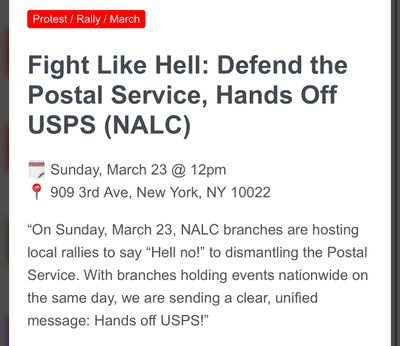 Protest / Rally / March
Fight Like Hell: Defend the
Postal Service, Hands Off
USPS (NALC)
Sunday, March 23 @ 12pm
909 3rd Ave, New York, NY 10022
“On Sunday, March 23, NALC branches are hosting
local rallies to say “Hell no!” to dismantling the Postal
Service. With branches holding events nationwide on
the same day, we are sending a clear, unified
message: Hands off USPS!”